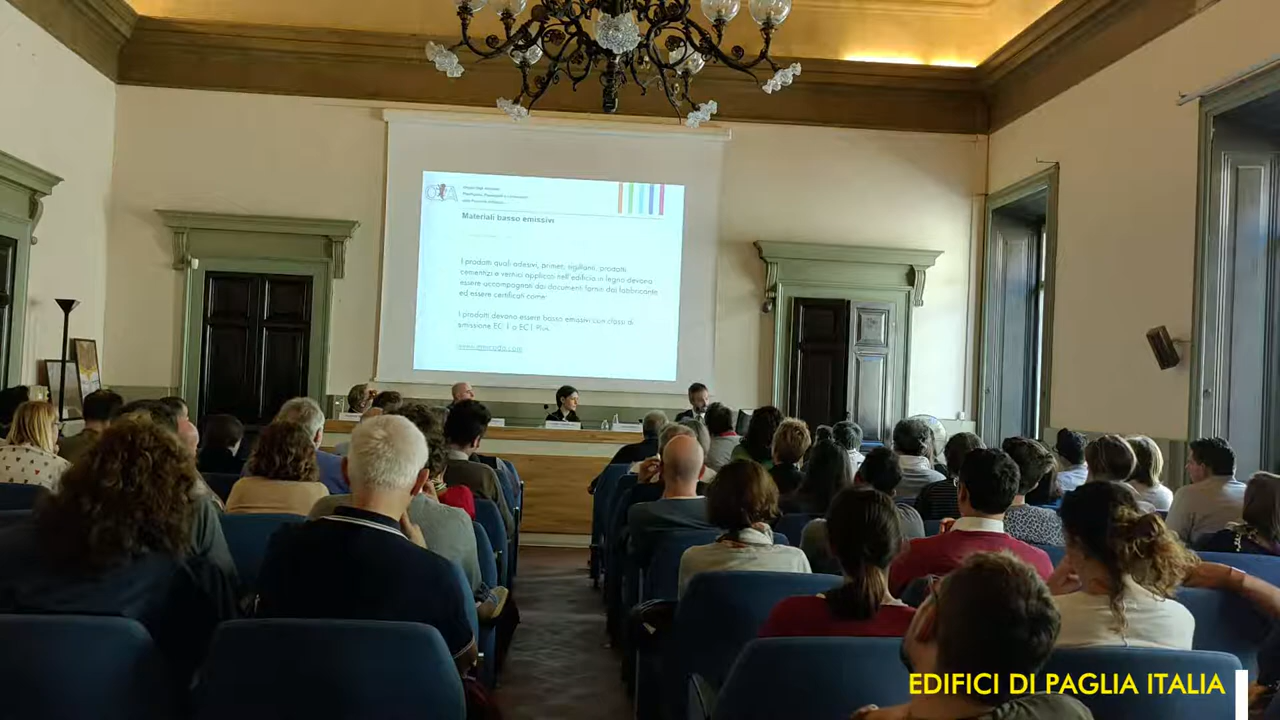 Materiali basso emissivi
I prodotti quali adesivi, primer, sigillanti, prodotti
cementizi e vernici applicati nell'edificio in legno devono
essere accompagnati dai documenti forniti dal fabbricante
ed essere certificati come:
I prodotti devono essere basso emissivi con classi di
emissione EC 1 o EC1 Plus.
EDIFICI DI PAGLIA ITALIA